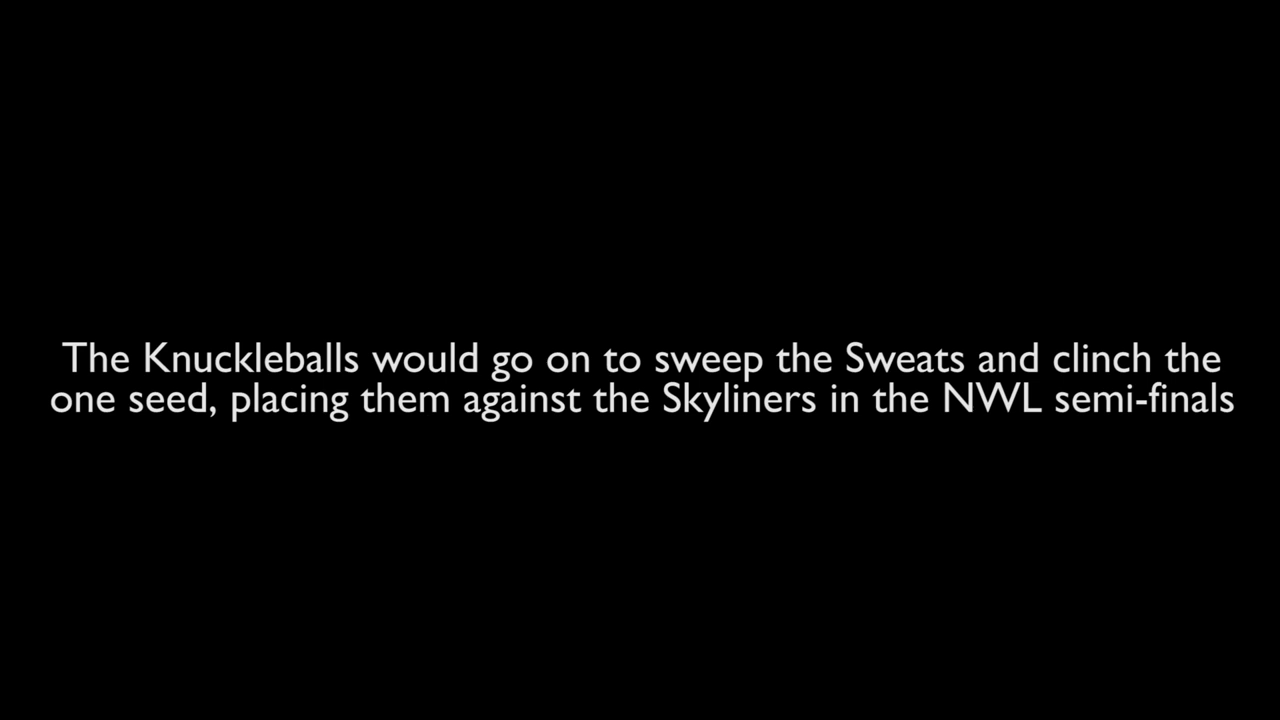 The Knuckleballs would go on to sweep the Sweats and clinch the
one seed, placing them against the Skyliners in the NWL semi-finals